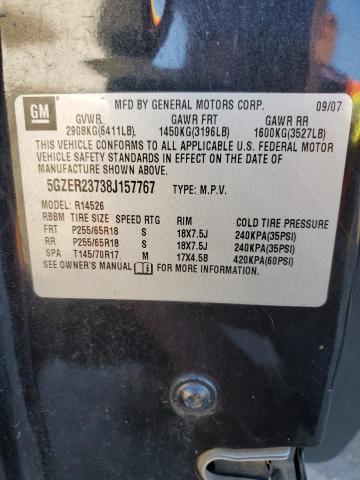 GM
MFD BY GENERAL MOTORS CORP. 09/07
GVWR GAWR FRT GAWR RR
2908KG(6411LB) 1450KG(3196LB) 1600KG(3527LB)
THIS VEHICLE CONFORMS TO ALL APPLICABLE U.S. FEDERAL MOTOR
VEHICLE SAFETY STANDARDS IN EFFECT ON THE DATE OF
MANUFACTURE SHOWN ABOVE.
5GZER23738J157767 TYPE: M.P.V.
MODEL: R14526
RBBM TIRE SIZE SPEED RTG RIM COLD TIRE PRESSURE
FRT P255/65R18 S 18X7.5J 240KPA(35PSI)
RR P255/65R18 S 18X7.5J 240KPA(35PSI)
SPA T145/70R17 M 17X4.5B 420KPA(60PSI)
SEE OWNER'S MANUAL FOR ADDITIONAL INFORMATION.